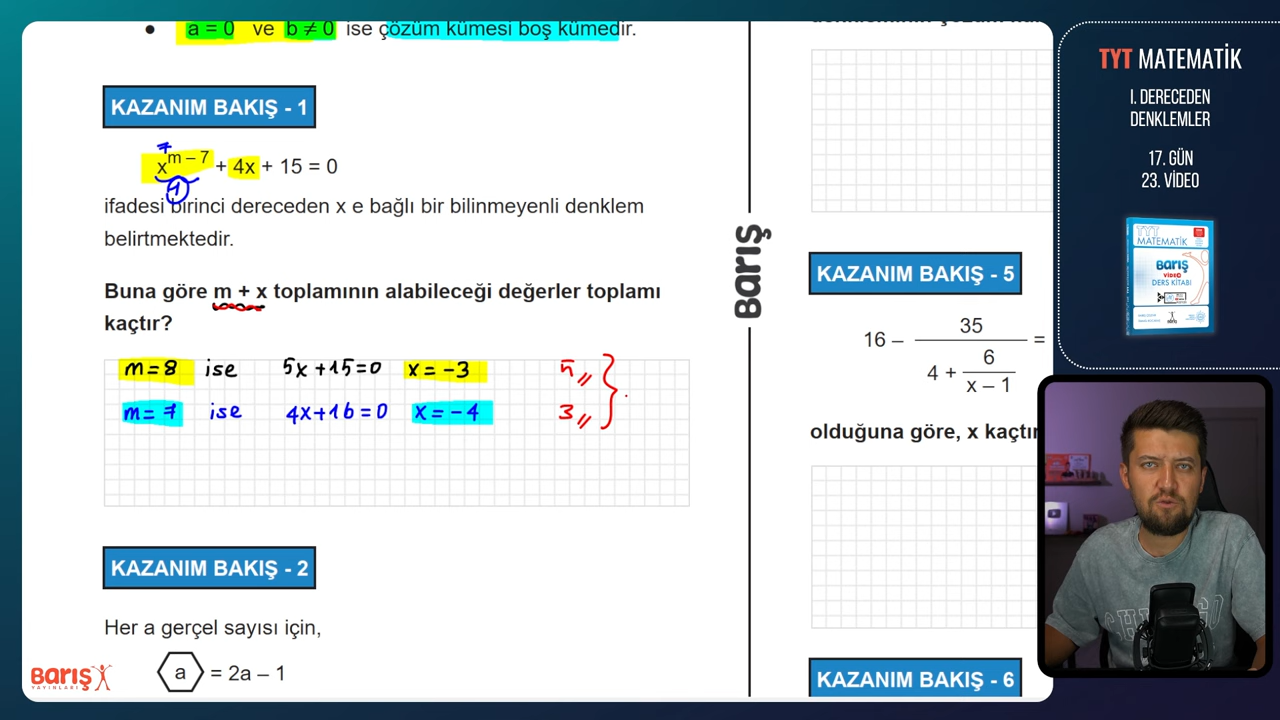 • a = 0 ve b ≠ 0 ise çözüm kümesi boş kümedir.
KAZANIM BAKIŞ - 1
7
x^{m – 7} + 4x + 15 = 0
1
ifadesi birinci dereceden x e bağlı bir bilinmeyenli denklem
belirtmektedir.
Buna göre m + x toplamının alabileceği değerler toplamı
kaçtır?
m = 8 ise 5x + 15 = 0 x = -3 5
m = 7 ise 4x + 16 = 0 x = -4 3
KAZANIM BAKIŞ - 2
Her a gerçel sayısı için,
a = 2a – 1
BARIŞ
YAYINLARI
BARIŞ
KAZANIM BAKIŞ - 5
16 – 35 / (4 + 6 / (x – 1)) =
olduğuna göre, x kaçtır
KAZANIM BAKIŞ - 6
TYT MATEMATİK
I. DERECEDEN
DENKLEMLER
17. GÜN
23. VİDEO
TYT
MATEMATİK
BARIŞ
VİDEO
DERS KİTABI